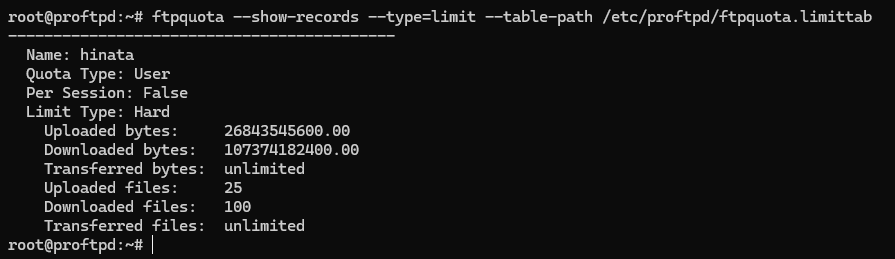 root@proftpd:~# ftpquota --show-records --type=limit --table-path /etc/proftpd/ftpquota.limittab
-------------------------------------------
  Name: hinata
  Quota Type: User
  Per Session: False
  Limit Type: Hard
    Uploaded bytes:     26843545600.00
    Downloaded bytes:   107374182400.00
    Transferred bytes:  unlimited
    Uploaded files:     25
    Downloaded files:   100
    Transferred files:  unlimited
root@proftpd:~#